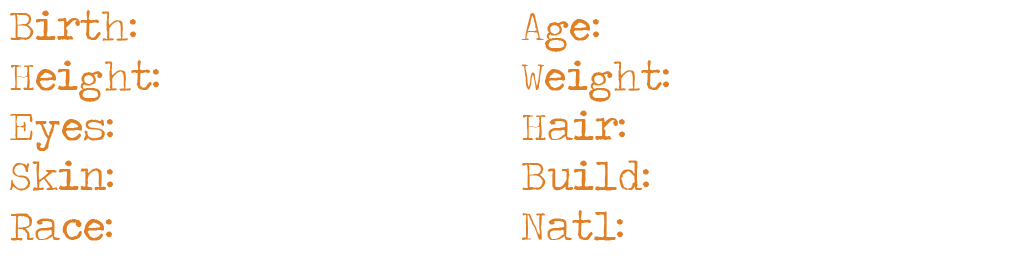 Birth: Age:
Height: Weight:
Eyes: Hair:
Skin: Build:
Race: Natl: